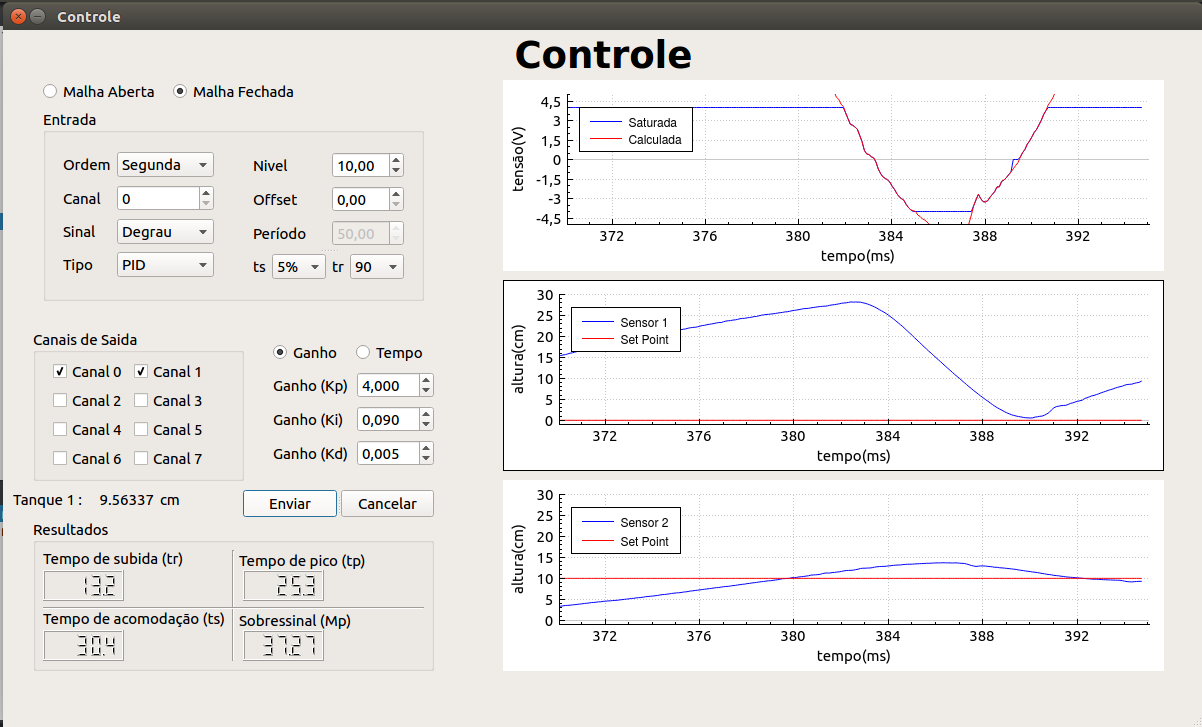 Controle
Controle
Malha Aberta Malha Fechada
Entrada
Ordem Segunda Nivel 10,00
Canal 0 Offset 0,00
Sinal Degrau Período 50,00
Tipo PID ts 5% tr 90
Canais de Saida
Canal 0 Canal 1
Canal 2 Canal 3
Canal 4 Canal 5
Canal 6 Canal 7
Ganho Tempo
Ganho (Kp) 4,000
Ganho (Ki) 0,090
Ganho (Kd) 0,005
Tanque 1 : 9.56337 cm
Enviar Cancelar
Resultados
Tempo de subida (tr) Tempo de pico (tp)
13.2 25.3
Tempo de acomodação (ts) Sobressinal (Mp)
30.4 37.27
tensão(V)
4,5
3
1,5
0
-1,5
-3
-4,5
Saturada
Calculada
372 376 380 384 388 392
tempo(ms)
altura(cm)
30
25
20
15
10
5
0
Sensor 1
Set Point
372 376 380 384 388 392
tempo(ms)
altura(cm)
30
25
20
15
10
5
0
Sensor 2
Set Point
372 376 380 384 388 392
tempo(ms)